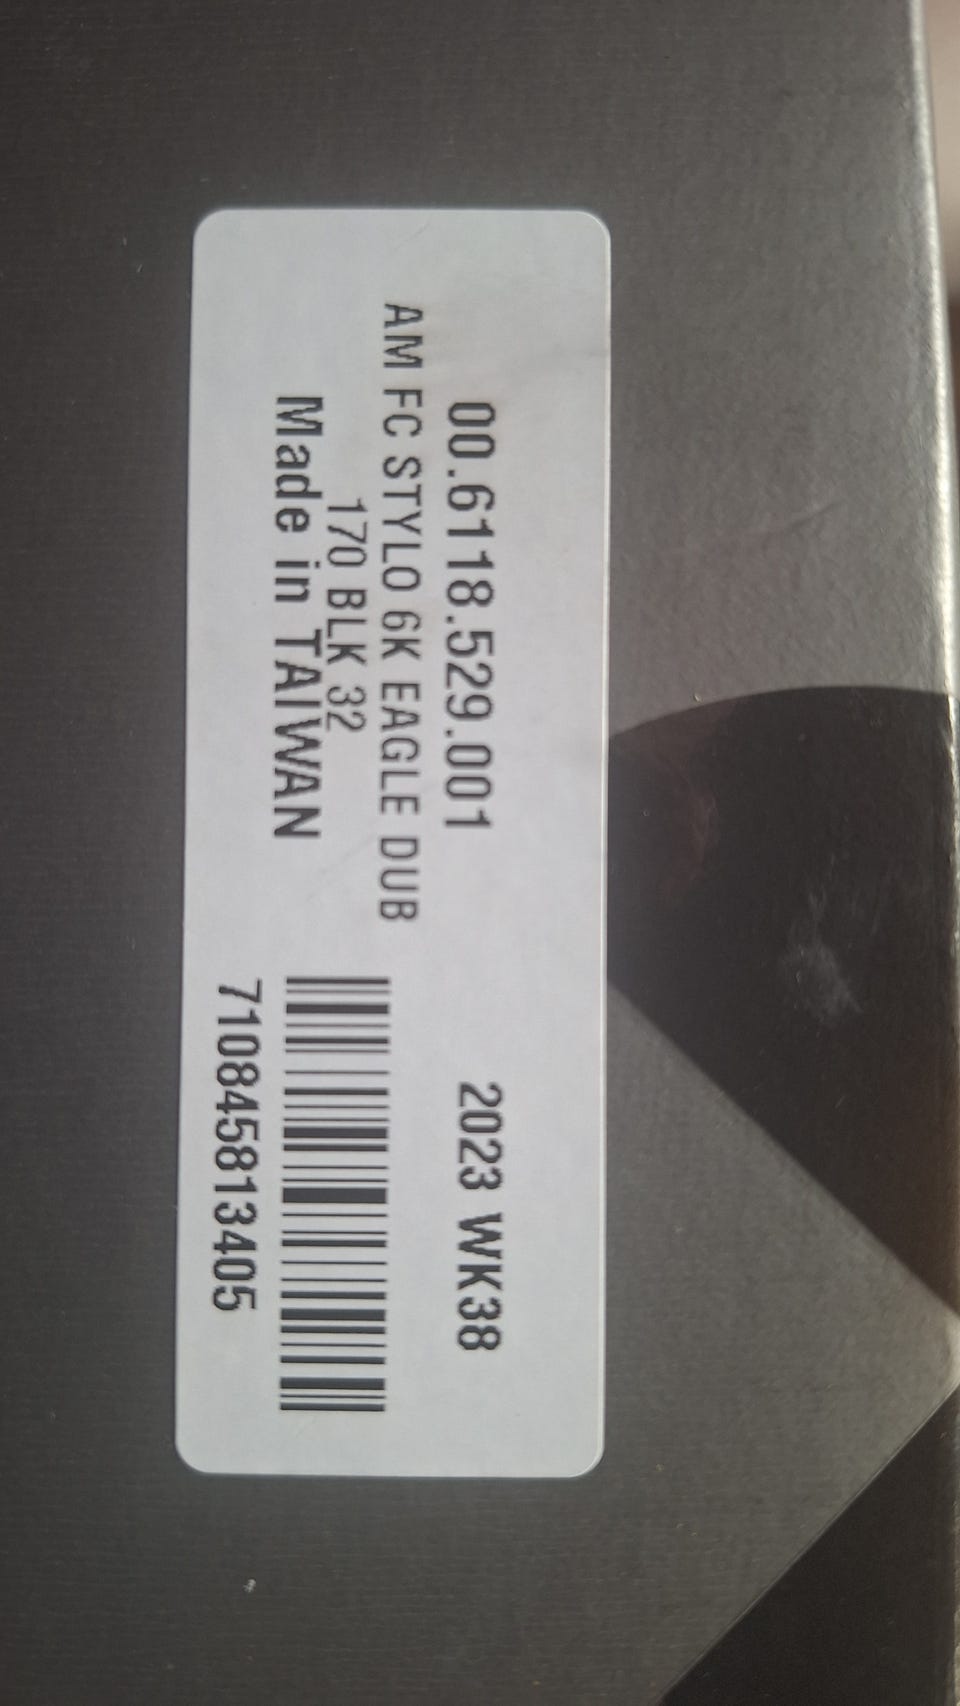 00.6118.529.001
2023 WK38
AM FC STYLO 6K EAGLE DUB
170 BLK 32
Made in TAIWAN
710845813405